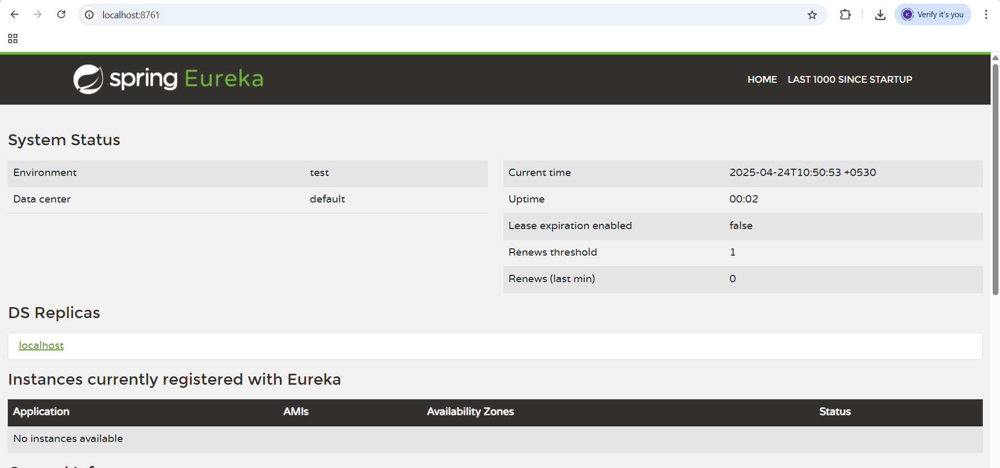 localhost:8761
K
Verify it's you
spring Eureka
HOME LAST 1000 SINCE STARTUP
System Status
Environment test
Data center default
Current time 2025-04-24T10:50:53 +0530
Uptime 00:02
Lease expiration enabled false
Renews threshold 1
Renews (last min) 0
DS Replicas
localhost
Instances currently registered with Eureka
Application AMIs Availability Zones Status
No instances available